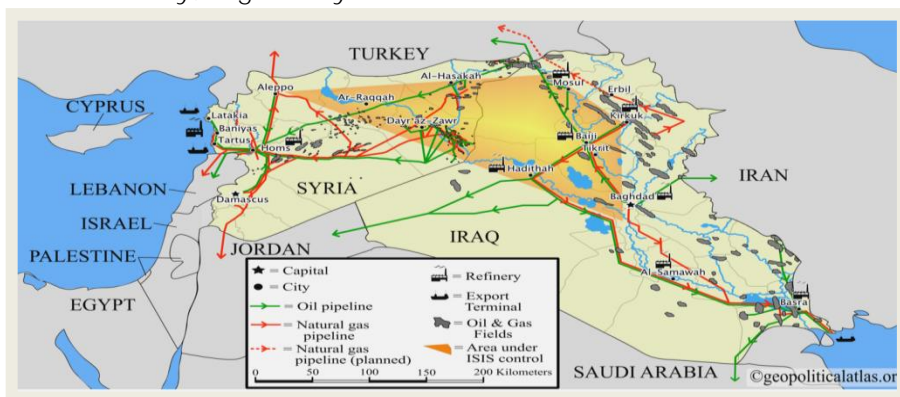 TURKEY
CYPRUS
Aleppo
Al-Hasakah
Ar-Raqqah
Dayr az-Zawr
Mosul
Erbil
Kirkuk
Latakia
Baniyas
Tartus
Homs
Baiji
Tikrit
Hadithah
LEBANON
SYRIA
Damascus
Baghdad
IRAN
ISRAEL
PALESTINE
JORDAN
IRAQ
EGYPT
Al-Samawah
Basra
= Capital
= City
= Oil pipeline
= Natural gas
pipeline
= Natural gas
pipeline (planned)
= Refinery
= Export
Terminal
= Oil & Gas
Fields
= Area under
ISIS control
0 50 100 150 200 Kilometers
SAUDI ARABIA
©geopoliticalatlas.or